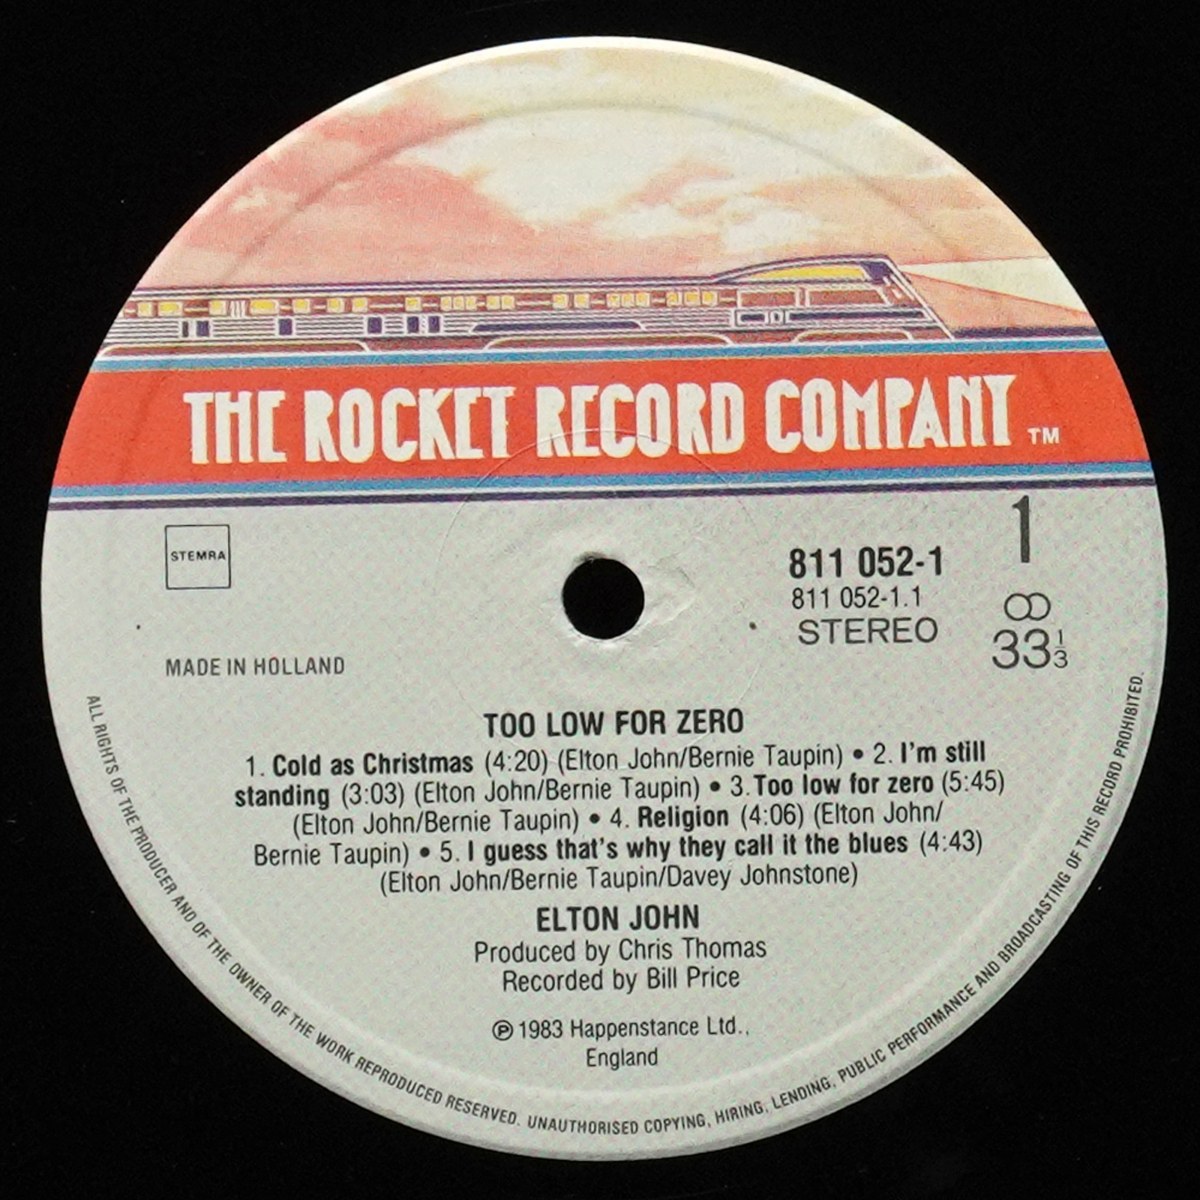 THE ROCKET RECORD COMPANY TM
STEMRA
MADE IN HOLLAND
811 052-1
811 052-1.1
STEREO
1
33 1/3
TOO LOW FOR ZERO
1. Cold as Christmas (4:20) (Elton John/Bernie Taupin) • 2. I'm still
standing (3:03) (Elton John/Bernie Taupin) • 3. Too low for zero (5:45)
(Elton John/Bernie Taupin) • 4. Religion (4:06) (Elton John/
Bernie Taupin) • 5. I guess that's why they call it the blues (4:43)
(Elton John/Bernie Taupin/Davey Johnstone)
ELTON JOHN
Produced by Chris Thomas
Recorded by Bill Price
℗ 1983 Happenstance Ltd.,
England
ALL RIGHTS OF THE PRODUCER AND OF THE OWNER OF THE WORK REPRODUCED RESERVED. UNAUTHORISED COPYING, HIRING, LENDING, PUBLIC PERFORMANCE AND BROADCASTING OF THIS RECORD PROHIBITED.